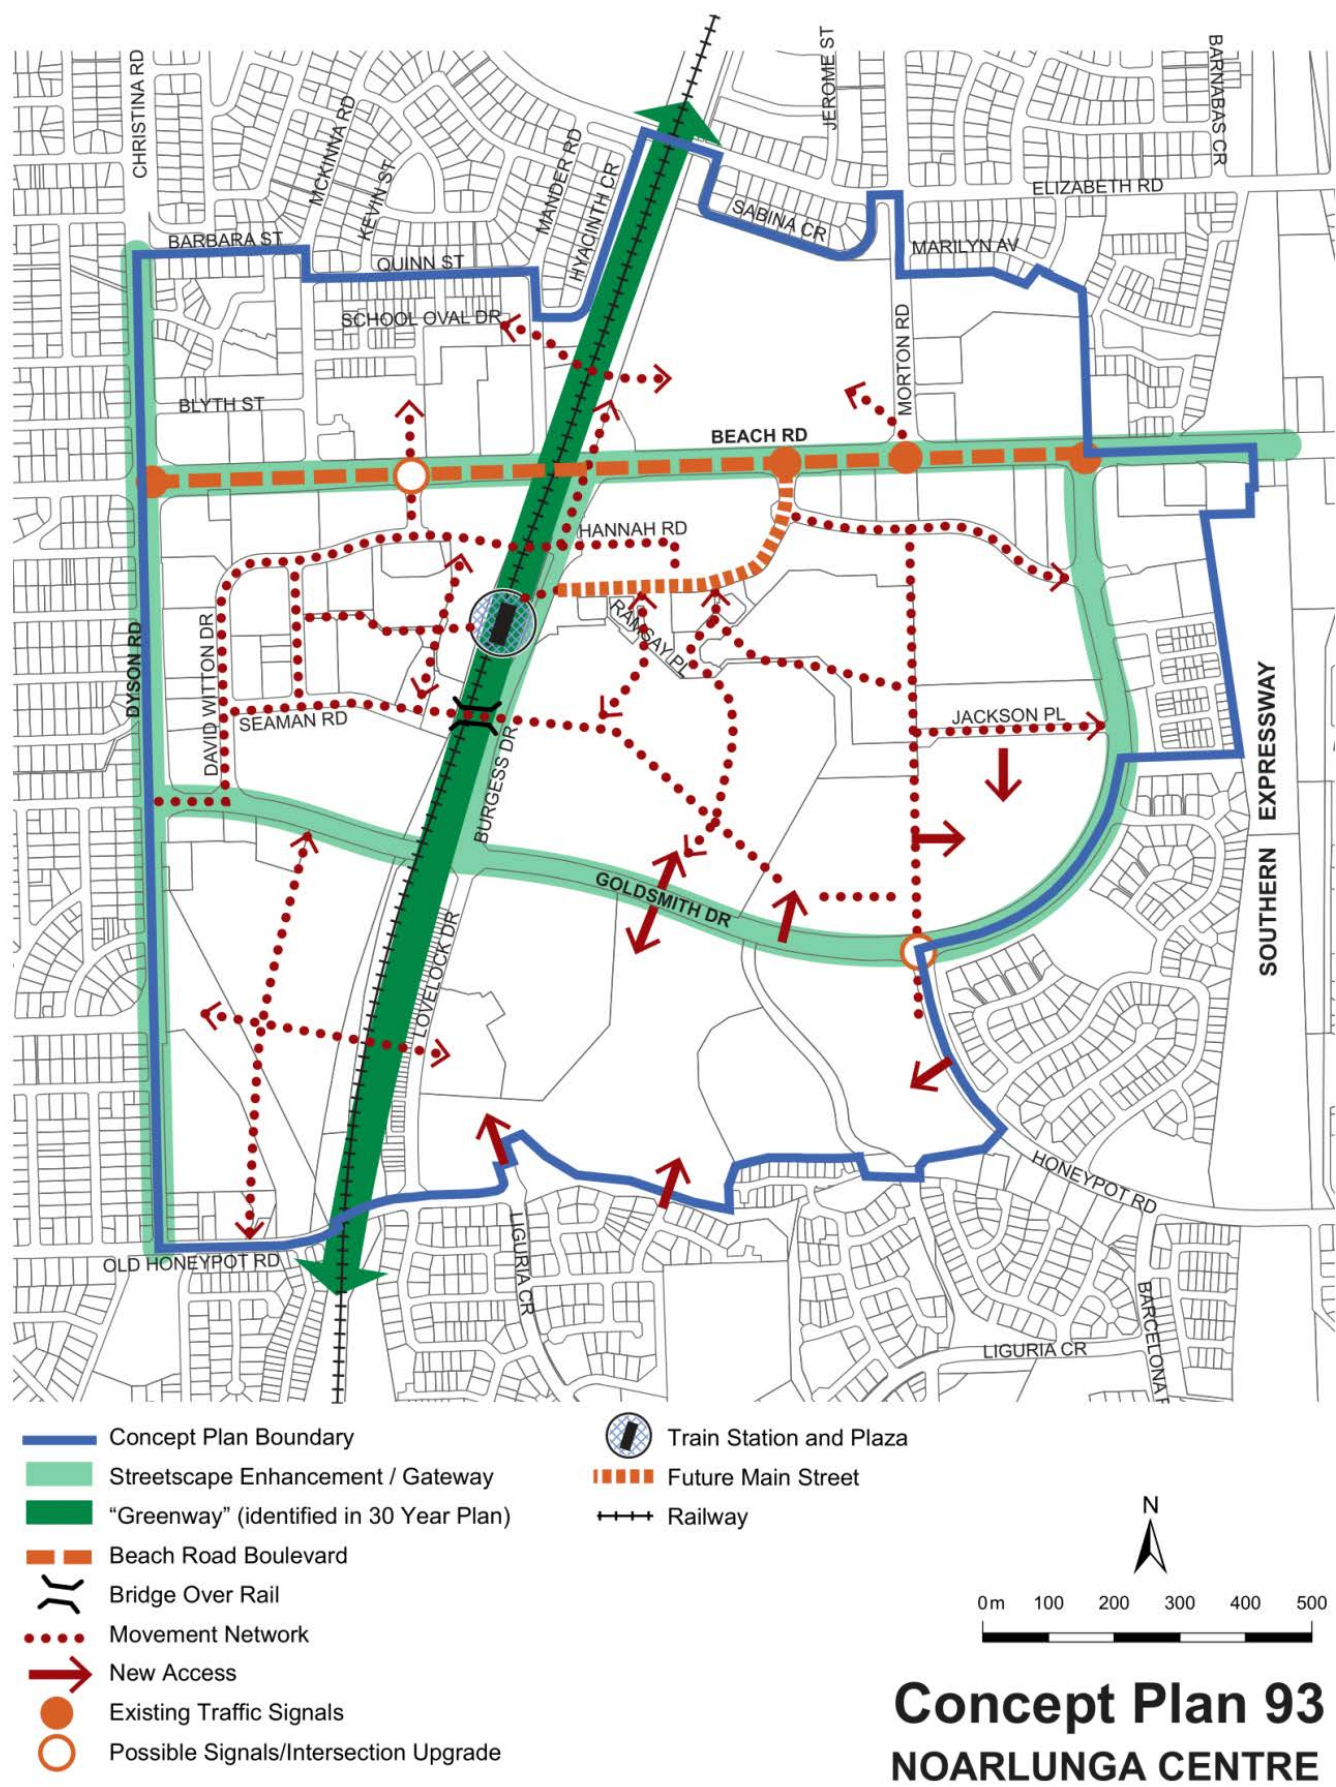 CHRISTINA RD
MCKINNA RD
KEVIN ST
MANDER RD
HYACINTH CR
JEROME ST
BARNABAS CR
ELIZABETH RD
SABINA CR
MARILYN AV
BARBARA ST
QUINN ST
SCHOOL OVAL DR
MORTON RD
BLYTH ST
BEACH RD
HANNAH RD
RAMSAY PL
DYSON RD
DAVID WITTON DR
SEAMAN RD
JACKSON PL
BURGESS DR
SOUTHERN EXPRESSWAY
GOLDSMITH DR
LOVELOCK DR
HONEYPOT RD
OLD HONEYPOT RD
LIGURIA CR
LIGURIA CR
BARCELONA
Concept Plan Boundary
Streetscape Enhancement / Gateway
“Greenway” (identified in 30 Year Plan)
Beach Road Boulevard
Bridge Over Rail
Movement Network
New Access
Existing Traffic Signals
Possible Signals/Intersection Upgrade
Train Station and Plaza
Future Main Street
Railway
N
0m 100 200 300 400 500
Concept Plan 93
NOARLUNGA CENTRE